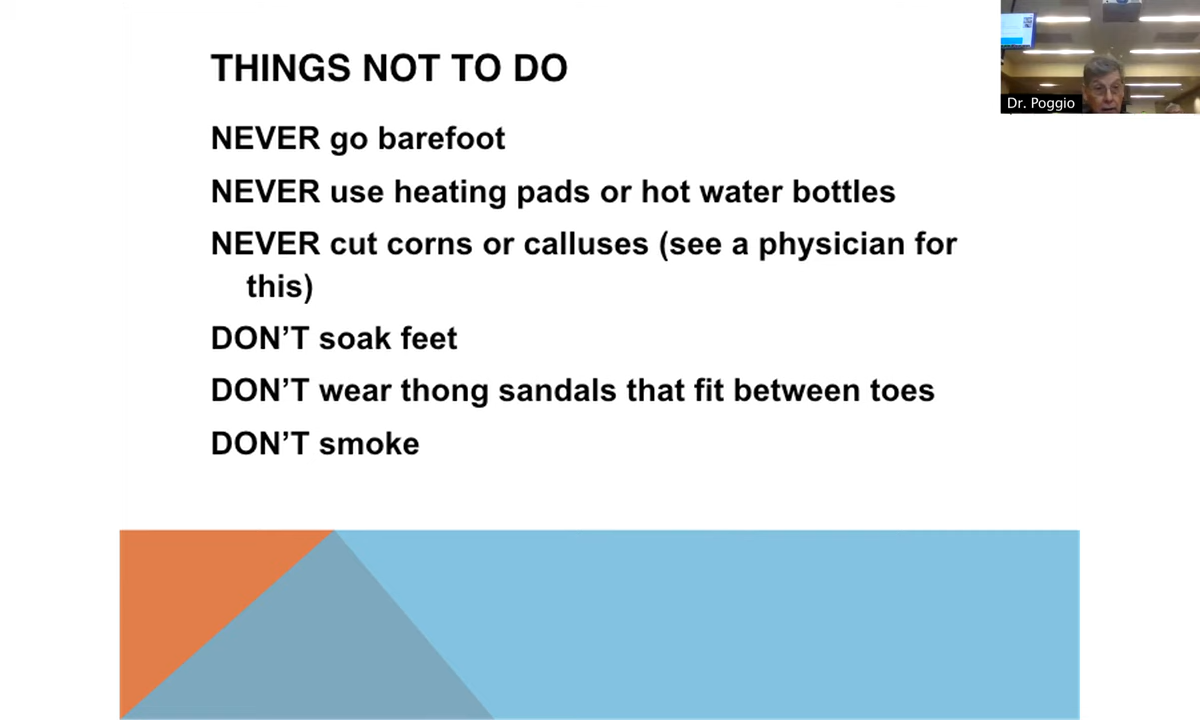 THINGS NOT TO DO
Dr. Poggio
NEVER go barefoot
NEVER use heating pads or hot water bottles
NEVER cut corns or calluses (see a physician for
this)
DON’T soak feet
DON’T wear thong sandals that fit between toes
DON’T smoke